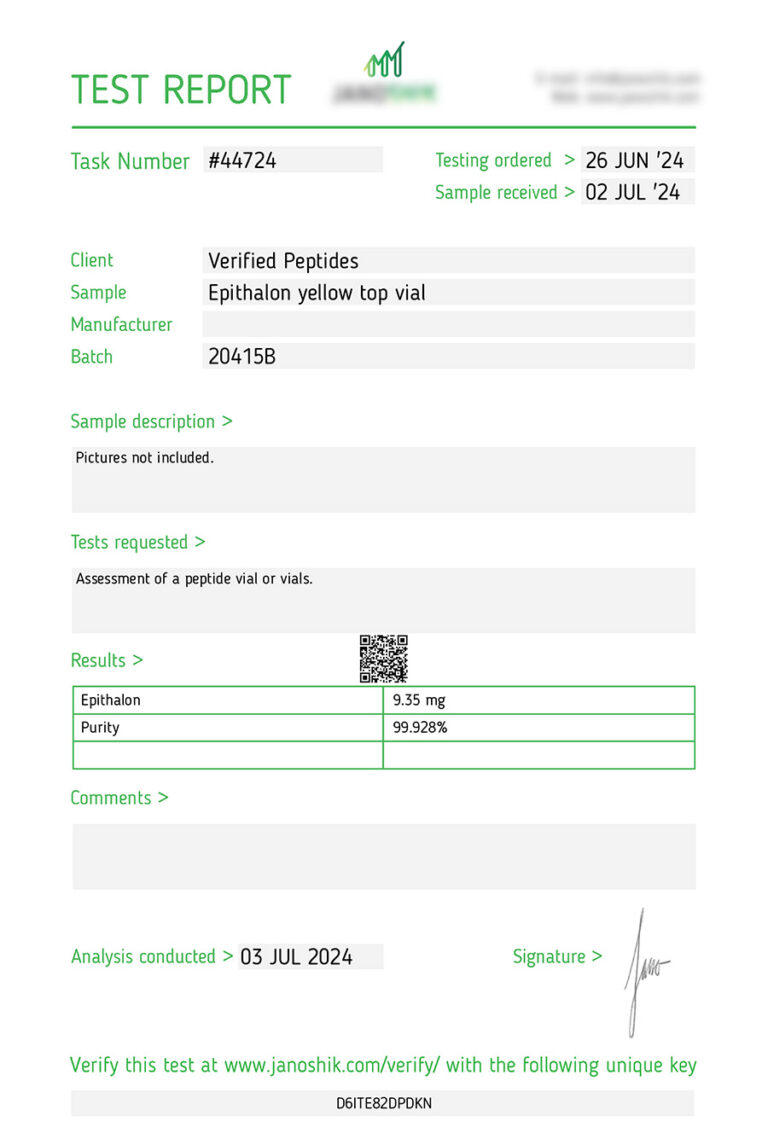 TEST REPORT
JANOSHIK
Task Number #44724
Testing ordered > 26 JUN '24
Sample received > 02 JUL '24
Client Verified Peptides
Sample Epithalon yellow top vial
Manufacturer
Batch 20415B
Sample description >
Pictures not included.
Tests requested >
Assessment of a peptide vial or vials.
Results >
Epithalon 9.35 mg
Purity 99.928%
Comments >
Analysis conducted > 03 JUL 2024
Signature >
Jano
Verify this test at www.janoshik.com/verify/ with the following unique key
D6ITE82DPDKN